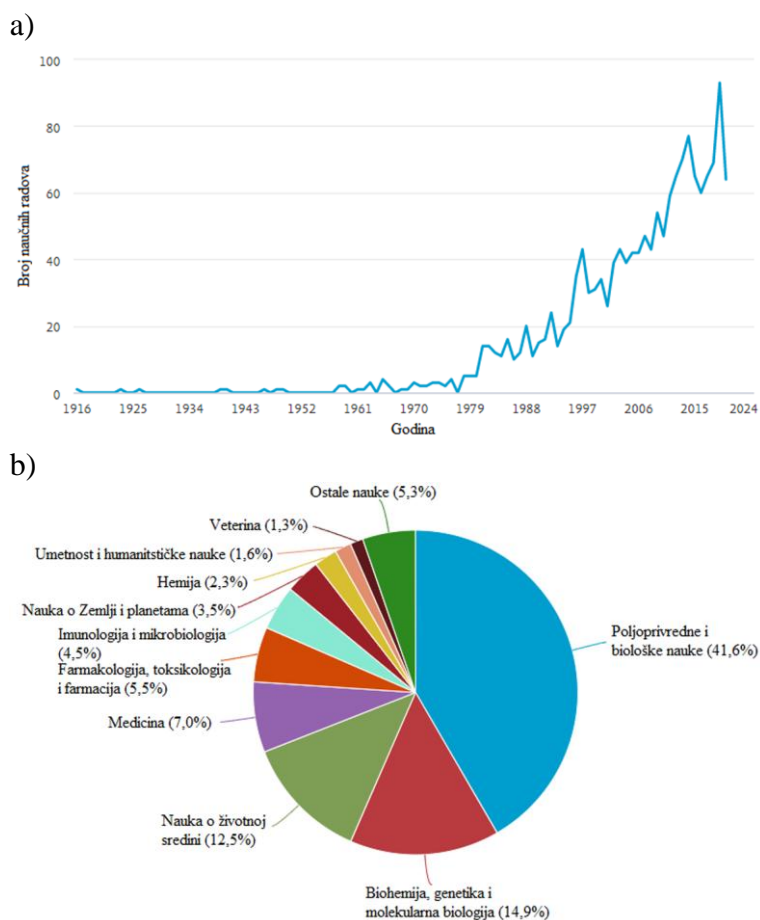 a)
100
80
60
40
20
0
Broj naučnih radova
1916 1925 1934 1943 1952 1961 1970 1979 1988 1997 2006 2015 2024
Godina
b)
Ostale nauke (5,3%)
Veterina (1,3%)
Umetnost i humanitstičke nauke (1,6%)
Hemija (2,3%)
Nauka o Zemlji i planetama (3,5%)
Imunologija i mikrobiologija
(4,5%)
Farmakologija, toksikologija
i farmacija (5,5%)
Medicina (7,0%)
Nauka o životnoj
sredini (12,5%)
Biohemija, genetika i
molekularna biologija (14,9%)
Poljoprivredne i
biološke nauke (41,6%)